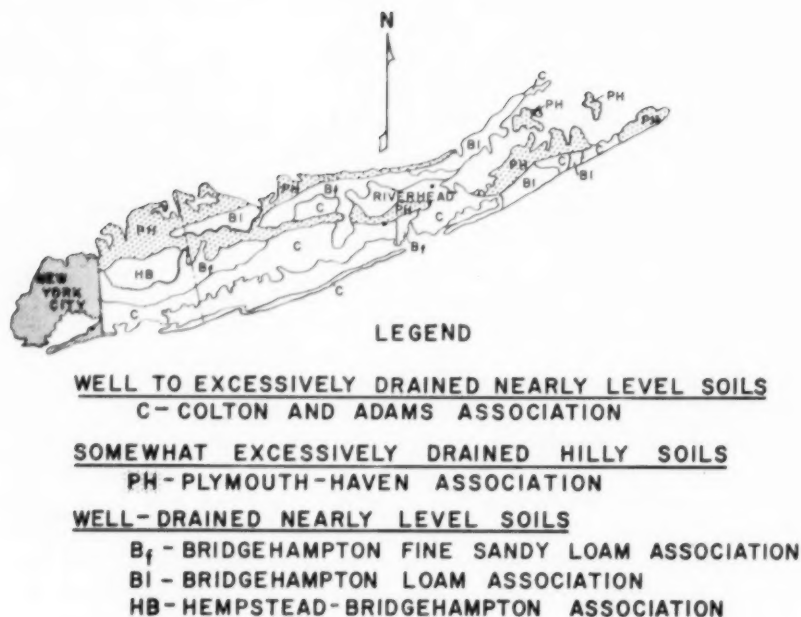 N
C
PH
PH
PH
BI
PH
C
BI
BI
PH
Bf
RIVERHEAD
C
PH
C
Bf
PH
BI
HB
Bf
C
C
C
NEW
YORK
CITY
LEGEND
WELL TO EXCESSIVELY DRAINED NEARLY LEVEL SOILS
C-COLTON AND ADAMS ASSOCIATION
SOMEWHAT EXCESSIVELY DRAINED HILLY SOILS
PH-PLYMOUTH-HAVEN ASSOCIATION
WELL-DRAINED NEARLY LEVEL SOILS
Bf-BRIDGEHAMPTON FINE SANDY LOAM ASSOCIATION
BI-BRIDGEHAMPTON LOAM ASSOCIATION
HB-HEMPSTEAD-BRIDGEHAMPTON ASSOCIATION